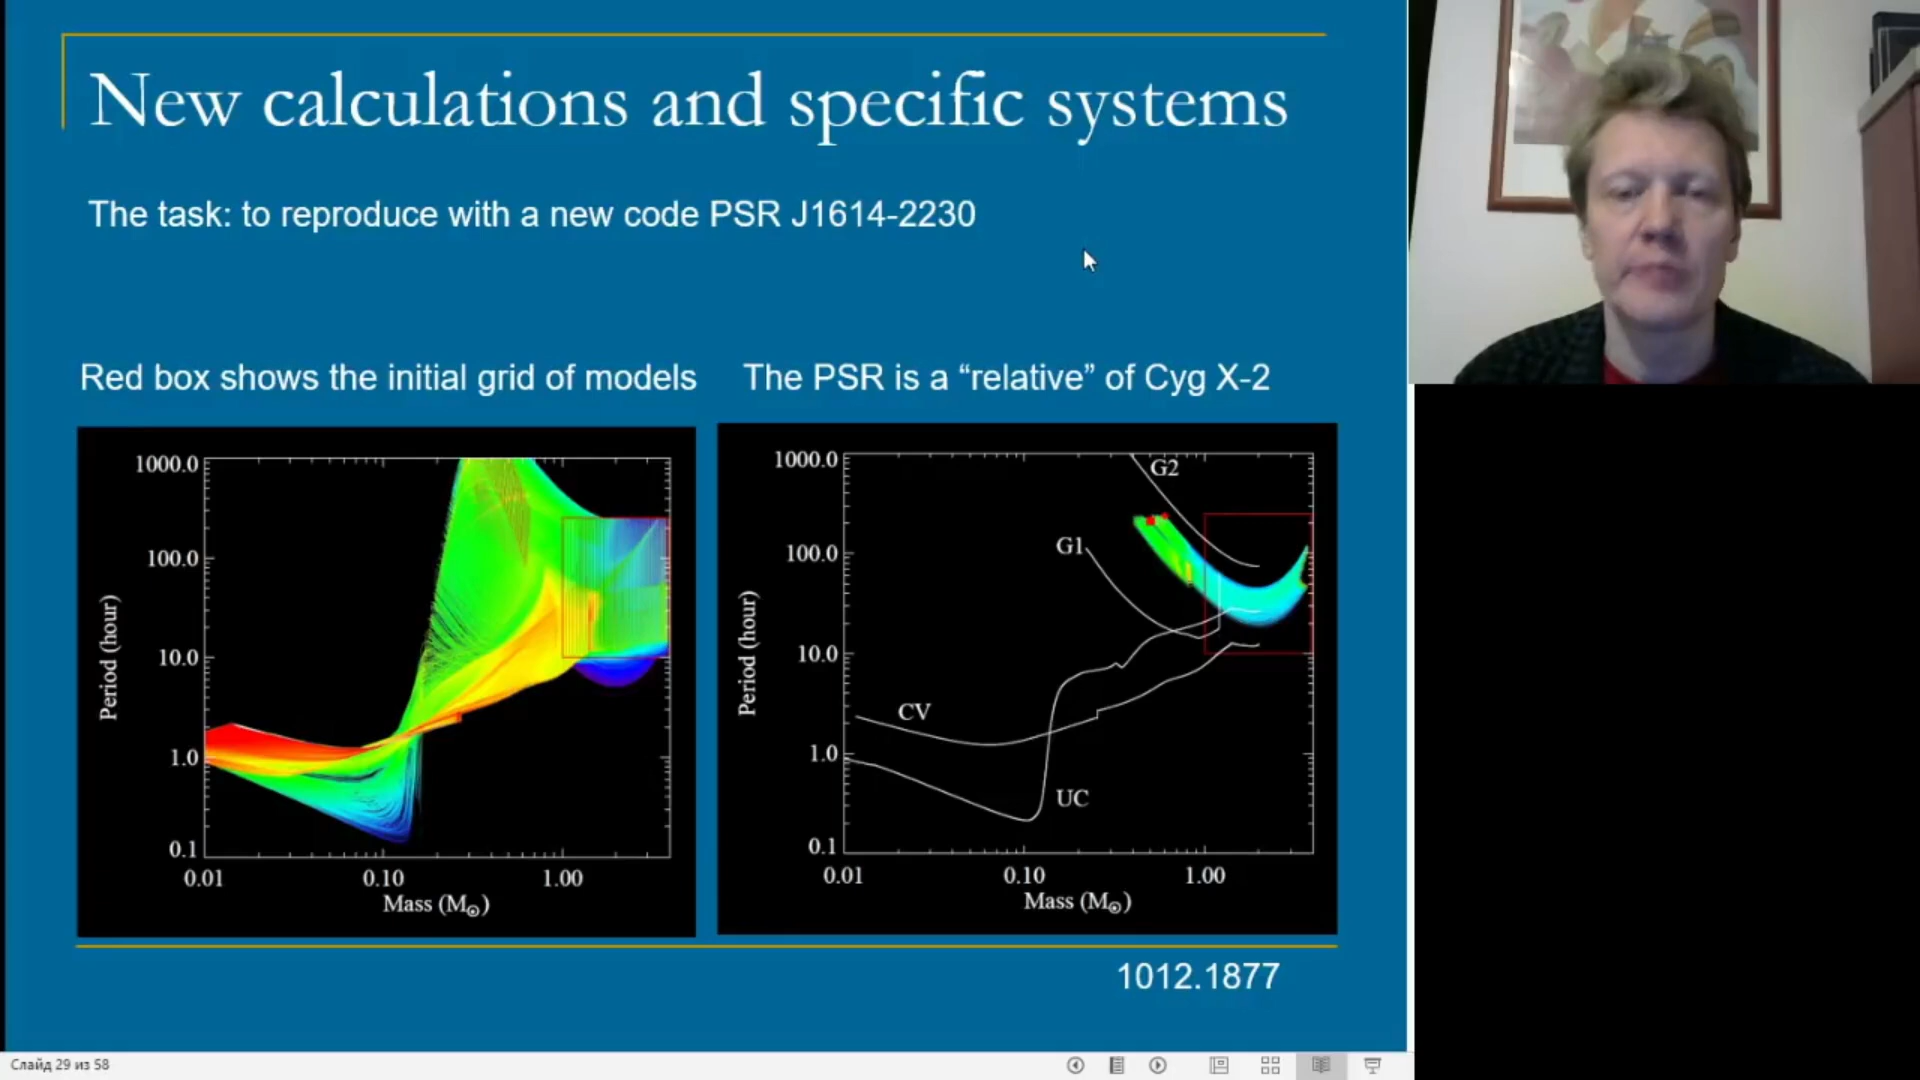 New calculations and specific systems
The task: to reproduce with a new code PSR J1614-2230
Red box shows the initial grid of models
The PSR is a “relative” of Cyg X-2
1000.0
100.0
10.0
1.0
0.1
Period (hour)
0.01
0.10
1.00
Mass (M⊙)
1000.0
100.0
10.0
1.0
0.1
Period (hour)
G2
G1
CV
UC
0.01
0.10
1.00
Mass (M⊙)
1012.1877
Слайд 29 из 58